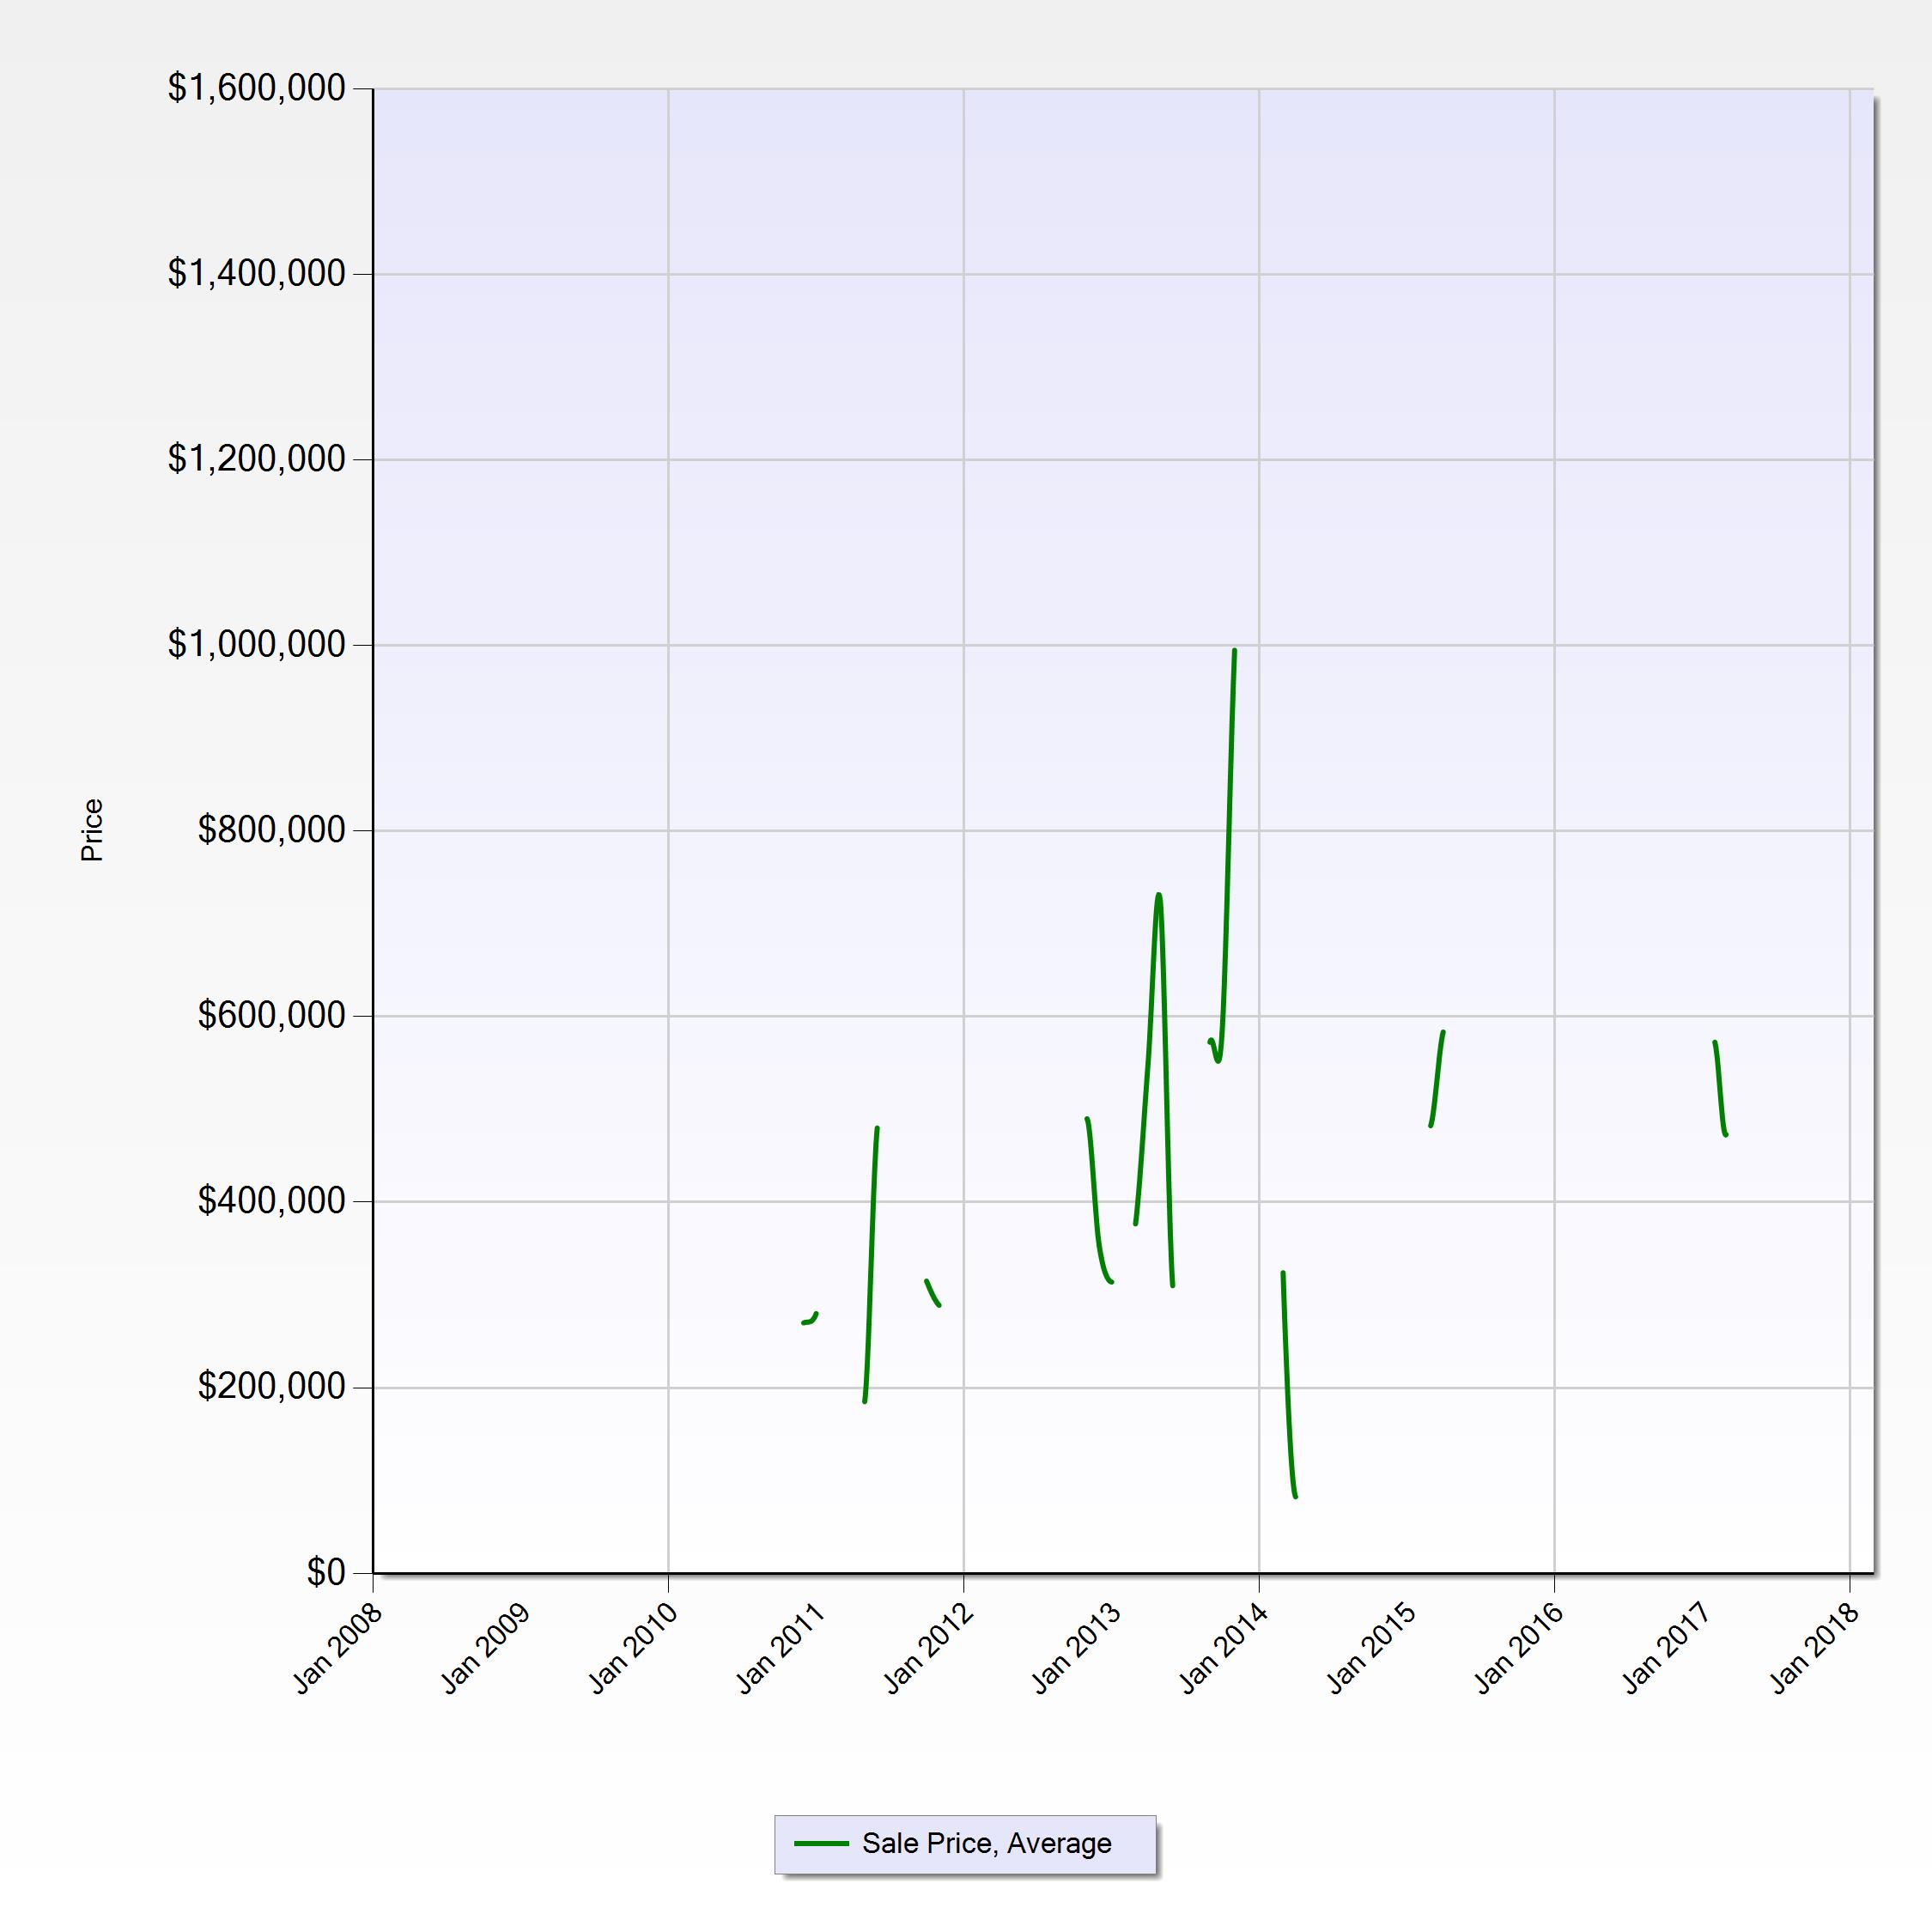 $1,600,000
$1,400,000
$1,200,000
$1,000,000
$800,000
$600,000
$400,000
$200,000
$0
Price
Jan 2008
Jan 2009
Jan 2010
Jan 2011
Jan 2012
Jan 2013
Jan 2014
Jan 2015
Jan 2016
Jan 2017
Jan 2018
Sale Price, Average